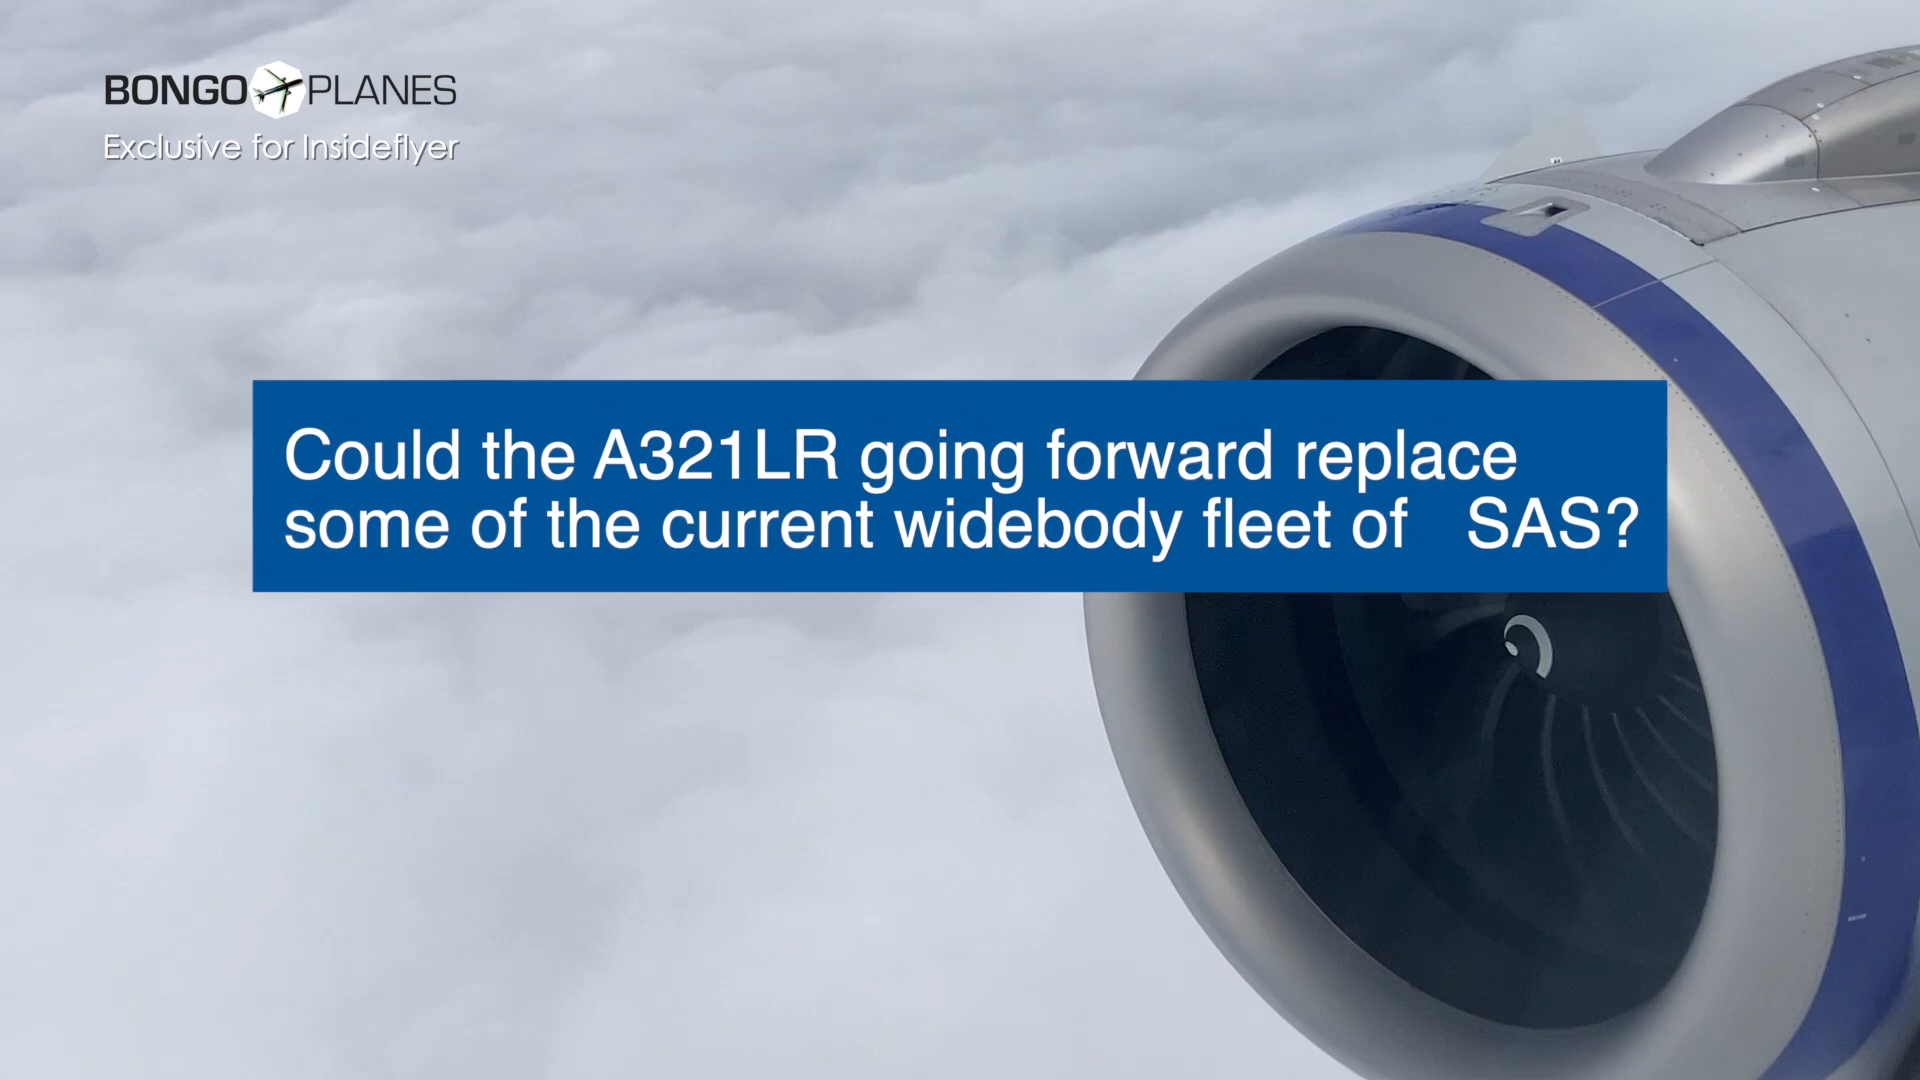 BONGO PLANES
Exclusive for Insideflyer
Could the A321LR going forward replace
some of the current widebody fleet of SAS?